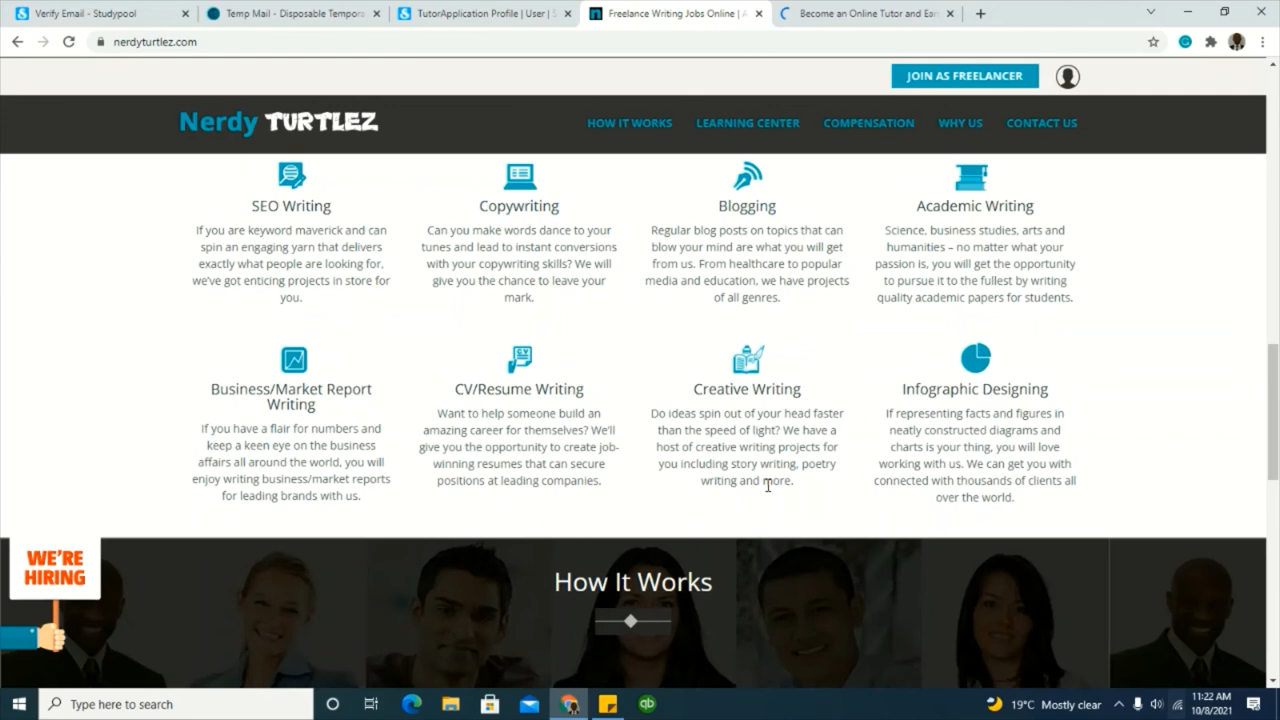 Verify Email - Studypool
Temp Mail - Disposable Tempora
TutorApplication Profile | User | S
Freelance Writing Jobs Online | A
Become an Online Tutor and Ear
nerdyturtlez.com
JOIN AS FREELANCER
Nerdy TURTLEZ
HOW IT WORKS
LEARNING CENTER
COMPENSATION
WHY US
CONTACT US
SEO Writing
If you are keyword maverick and can
spin an engaging yarn that delivers
exactly what people are looking for,
we've got enticing projects in store for
you.
Copywriting
Can you make words dance to your
tunes and lead to instant conversions
with your copywriting skills? We will
give you the chance to leave your
mark.
Blogging
Regular blog posts on topics that can
blow your mind are what you will get
from us. From healthcare to popular
media and education, we have projects
of all genres.
Academic Writing
Science, business studies, arts and
humanities – no matter what your
passion is, you will get the opportunity
to pursue it to the fullest by writing
quality academic papers for students.
Business/Market Report
Writing
If you have a flair for numbers and
keep a keen eye on the business
affairs all around the world, you will
enjoy writing business/market reports
for leading brands with us.
CV/Resume Writing
Want to help someone build an
amazing career for themselves? We'll
give you the opportunity to create job-
winning resumes that can secure
positions at leading companies.
Creative Writing
Do ideas spin out of your head faster
than the speed of light? We have a
host of creative writing projects for
you including story writing, poetry
writing and more.
Infographic Designing
If representing facts and figures in
neatly constructed diagrams and
charts is your thing, you will love
working with us. We can get you with
connected with thousands of clients all
over the world.
WE'RE
HIRING
How It Works
Type here to search
19°C Mostly clear
11:22 AM
10/8/2021